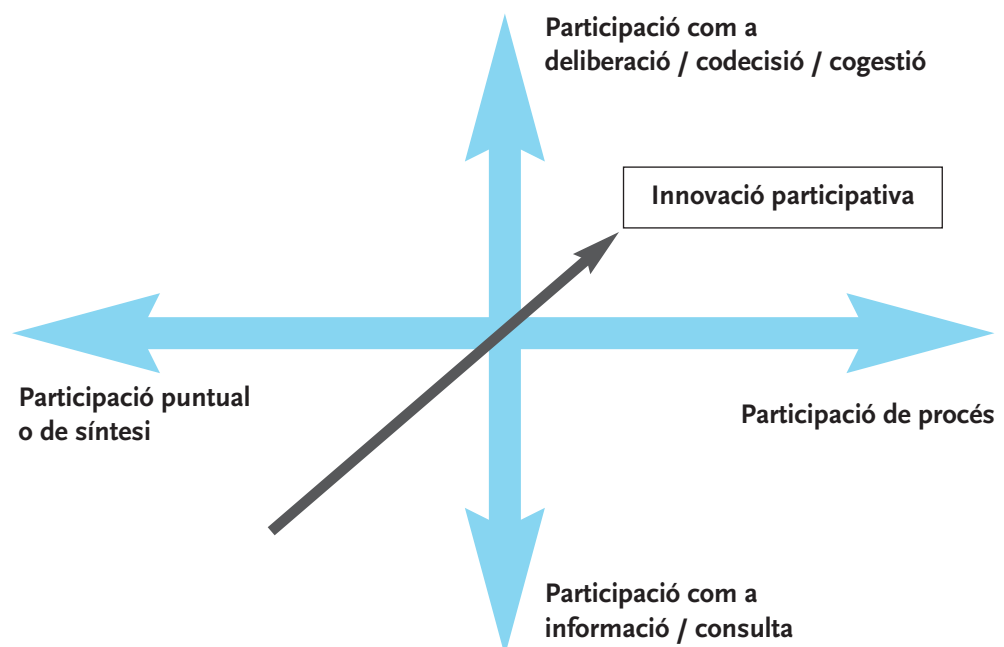 Participació com a
deliberació / codecisió / cogestió
Innovació participativa
Participació puntual
o de síntesi
Participació de procés
Participació com a
informació / consulta